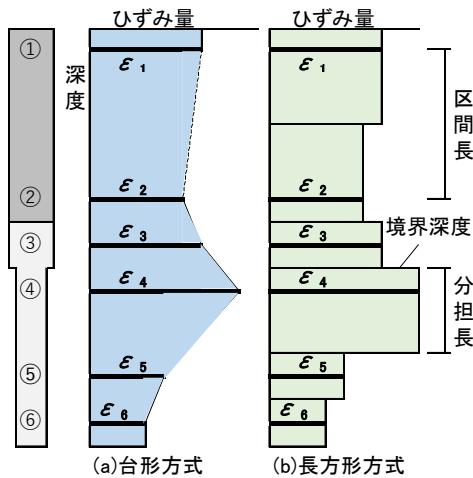 ひずみ量
ひずみ量
①
②
③
④
⑤
⑥
深度
ε1
ε2
ε3
ε4
ε5
ε6
ε1
ε2
ε3
ε4
ε5
ε6
区間長
境界深度
分担長
(a)台形方式
(b)長方形方式